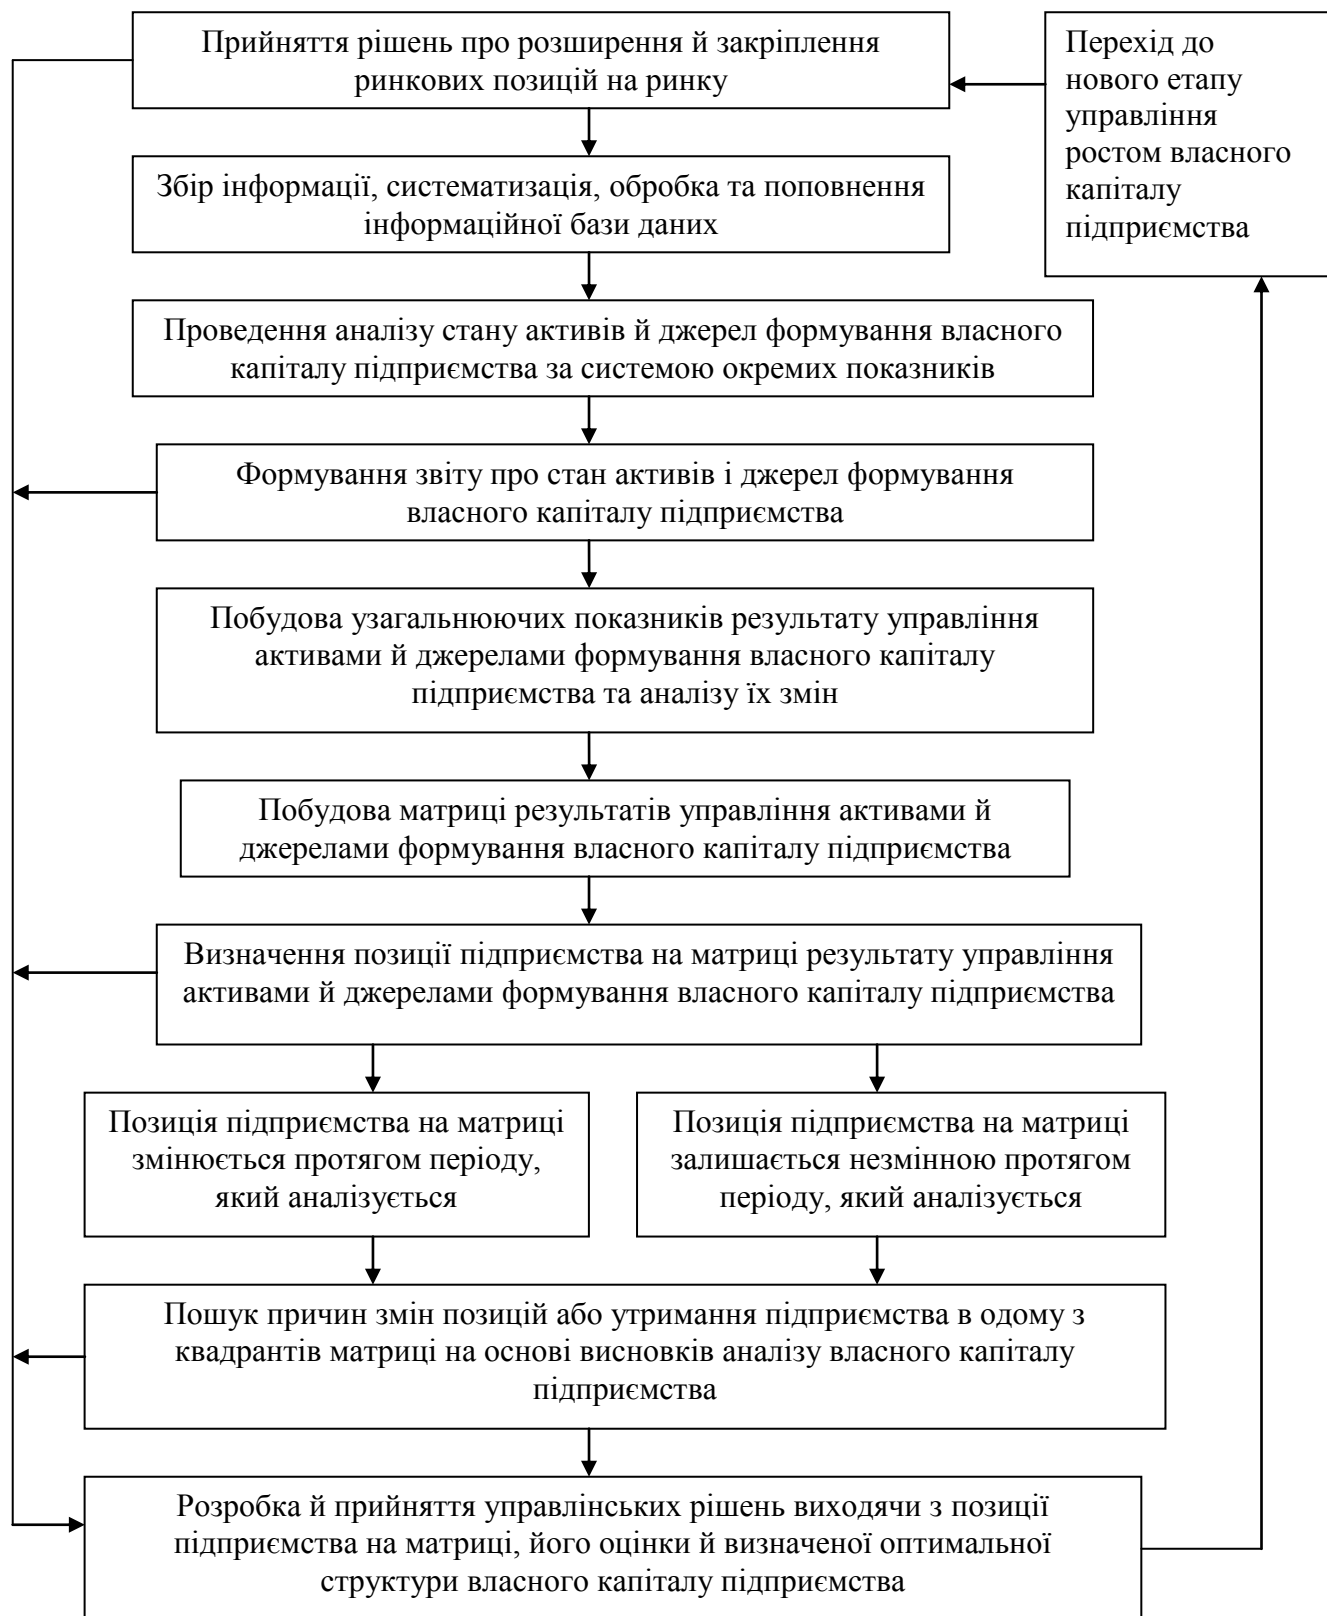 Прийняття рішень про розширення й закріплення
ринкових позицій на ринку
Перехід до
нового етапу
управління
ростом власного
капіталу
підприємства
Збір інформації, систематизація, обробка та поповнення
інформаційної бази даних
Проведення аналізу стану активів й джерел формування власного
капіталу підприємства за системою окремих показників
Формування звіту про стан активів і джерел формування
власного капіталу підприємства
Побудова узагальнюючих показників результату управління
активами й джерелами формування власного капіталу
підприємства та аналізу їх змін
Побудова матриці результатів управління активами й
джерелами формування власного капіталу підприємства
Визначення позиції підприємства на матриці результату управління
активами й джерелами формування власного капіталу підприємства
Позиція підприємства на матриці
змінюється протягом періоду,
який аналізується
Позиція підприємства на матриці
залишається незмінною протягом
періоду, який аналізується
Пошук причин змін позицій або утримання підприємства в одому з
квадрантів матриці на основі висновків аналізу власного капіталу
підприємства
Розробка й прийняття управлінських рішень виходячи з позиції
підприємства на матриці, його оцінки й визначеної оптимальної
структури власного капіталу підприємства